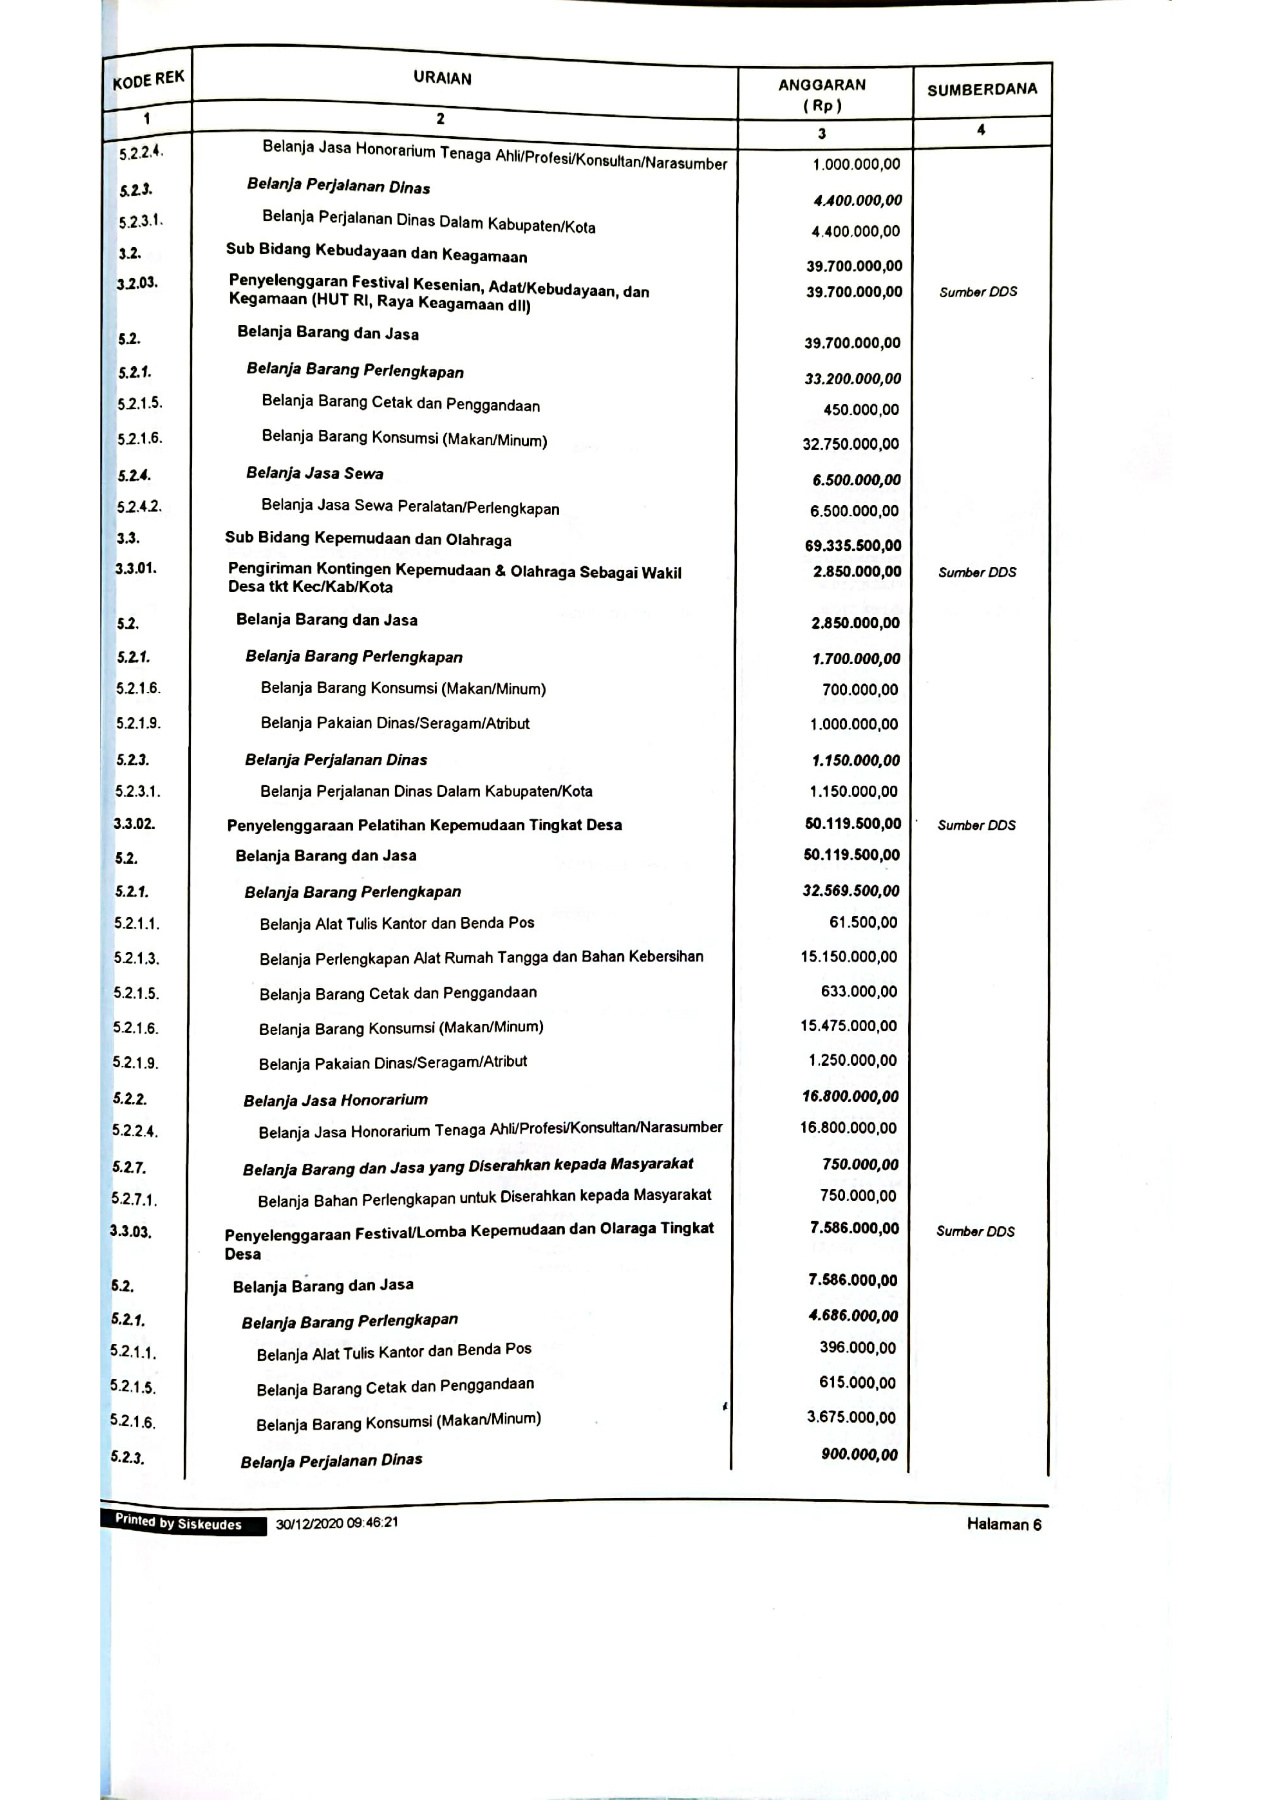 KODE REK URAIAN ANGGARAN SUMBERDANA
( Rp )
1 2 3 4
5.2.2.4. Belanja Jasa Honorarium Tenaga Ahli/Profesi/Konsultan/Narasumber 1.000.000,00
5.2.3. Belanja Perjalanan Dinas 4.400.000,00
5.2.3.1. Belanja Perjalanan Dinas Dalam Kabupaten/Kota 4.400.000,00
3.2. Sub Bidang Kebudayaan dan Keagamaan 39.700.000,00
3.2.03. Penyelenggaran Festival Kesenian, Adat/Kebudayaan, dan 39.700.000,00 Sumber DDS
Kegamaan (HUT RI, Raya Keagamaan dll)
5.2. Belanja Barang dan Jasa 39.700.000,00
5.2.1. Belanja Barang Perlengkapan 33.200.000,00
5.2.1.5. Belanja Barang Cetak dan Penggandaan 450.000,00
5.2.1.6. Belanja Barang Konsumsi (Makan/Minum) 32.750.000,00
5.2.4. Belanja Jasa Sewa 6.500.000,00
5.2.4.2. Belanja Jasa Sewa Peralatan/Perlengkapan 6.500.000,00
3.3. Sub Bidang Kepemudaan dan Olahraga 69.335.500,00
3.3.01. Pengiriman Kontingen Kepemudaan & Olahraga Sebagai Wakil 2.850.000,00 Sumber DDS
Desa tkt Kec/Kab/Kota
5.2. Belanja Barang dan Jasa 2.850.000,00
5.2.1. Belanja Barang Perlengkapan 1.700.000,00
5.2.1.6. Belanja Barang Konsumsi (Makan/Minum) 700.000,00
5.2.1.9. Belanja Pakaian Dinas/Seragam/Atribut 1.000.000,00
5.2.3. Belanja Perjalanan Dinas 1.150.000,00
5.2.3.1. Belanja Perjalanan Dinas Dalam Kabupaten/Kota 1.150.000,00
3.3.02. Penyelenggaraan Pelatihan Kepemudaan Tingkat Desa 50.119.500,00 Sumber DDS
5.2. Belanja Barang dan Jasa 50.119.500,00
5.2.1. Belanja Barang Perlengkapan 32.569.500,00
5.2.1.1. Belanja Alat Tulis Kantor dan Benda Pos 61.500,00
5.2.1.3. Belanja Perlengkapan Alat Rumah Tangga dan Bahan Kebersihan 15.150.000,00
5.2.1.5. Belanja Barang Cetak dan Penggandaan 633.000,00
5.2.1.6. Belanja Barang Konsumsi (Makan/Minum) 15.475.000,00
5.2.1.9. Belanja Pakaian Dinas/Seragam/Atribut 1.250.000,00
5.2.2. Belanja Jasa Honorarium 16.800.000,00
5.2.2.4. Belanja Jasa Honorarium Tenaga Ahli/Profesi/Konsultan/Narasumber 16.800.000,00
5.2.7. Belanja Barang dan Jasa yang Diserahkan kepada Masyarakat 750.000,00
5.2.7.1. Belanja Bahan Perlengkapan untuk Diserahkan kepada Masyarakat 750.000,00
3.3.03. Penyelenggaraan Festival/Lomba Kepemudaan dan Olaraga Tingkat 7.586.000,00 Sumber DDS
Desa
5.2. Belanja Barang dan Jasa 7.586.000,00
5.2.1. Belanja Barang Perlengkapan 4.686.000,00
5.2.1.1. Belanja Alat Tulis Kantor dan Benda Pos 396.000,00
5.2.1.5. Belanja Barang Cetak dan Penggandaan 615.000,00
5.2.1.6. Belanja Barang Konsumsi (Makan/Minum) 3.675.000,00
5.2.3. Belanja Perjalanan Dinas 900.000,00
Printed by Siskeudes 30/12/2020 09:46:21 Halaman 6